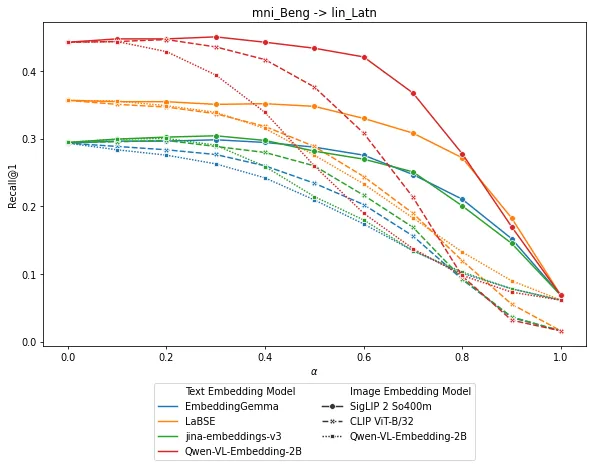 mni_Beng -> lin_Latn
Recall@1
0.4
0.3
0.2
0.1
0.0
0.0 0.2 0.4 0.6 0.8 1.0
α
Text Embedding Model
EmbeddingGemma
LaBSE
jina-embeddings-v3
Qwen-VL-Embedding-2B
Image Embedding Model
SigLIP 2 So400m
CLIP ViT-B/32
Qwen-VL-Embedding-2B